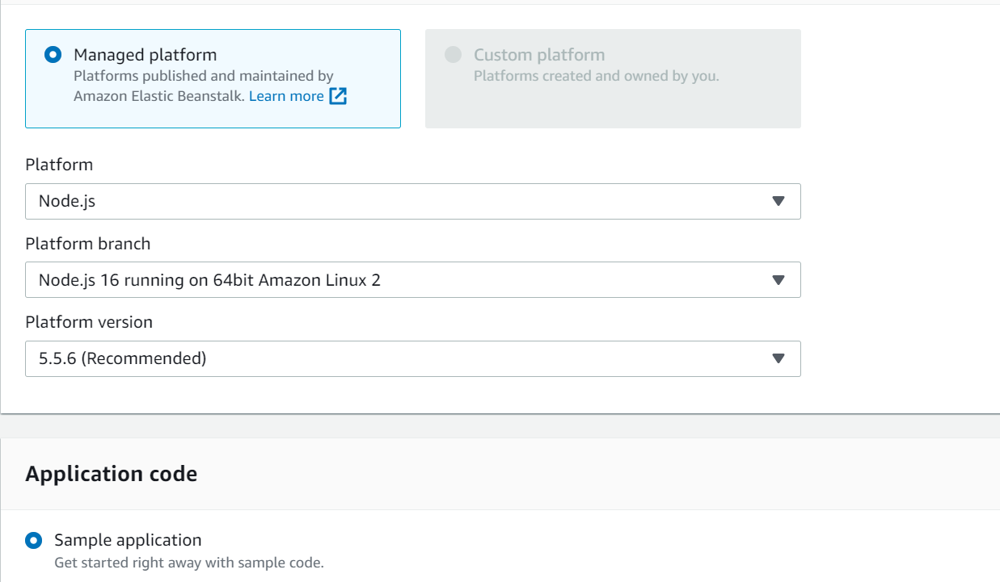 Managed platform
Platforms published and maintained by
Amazon Elastic Beanstalk. Learn more
Custom platform
Platforms created and owned by you.
Platform
Node.js
Platform branch
Node.js 16 running on 64bit Amazon Linux 2
Platform version
5.5.6 (Recommended)
Application code
Sample application
Get started right away with sample code.